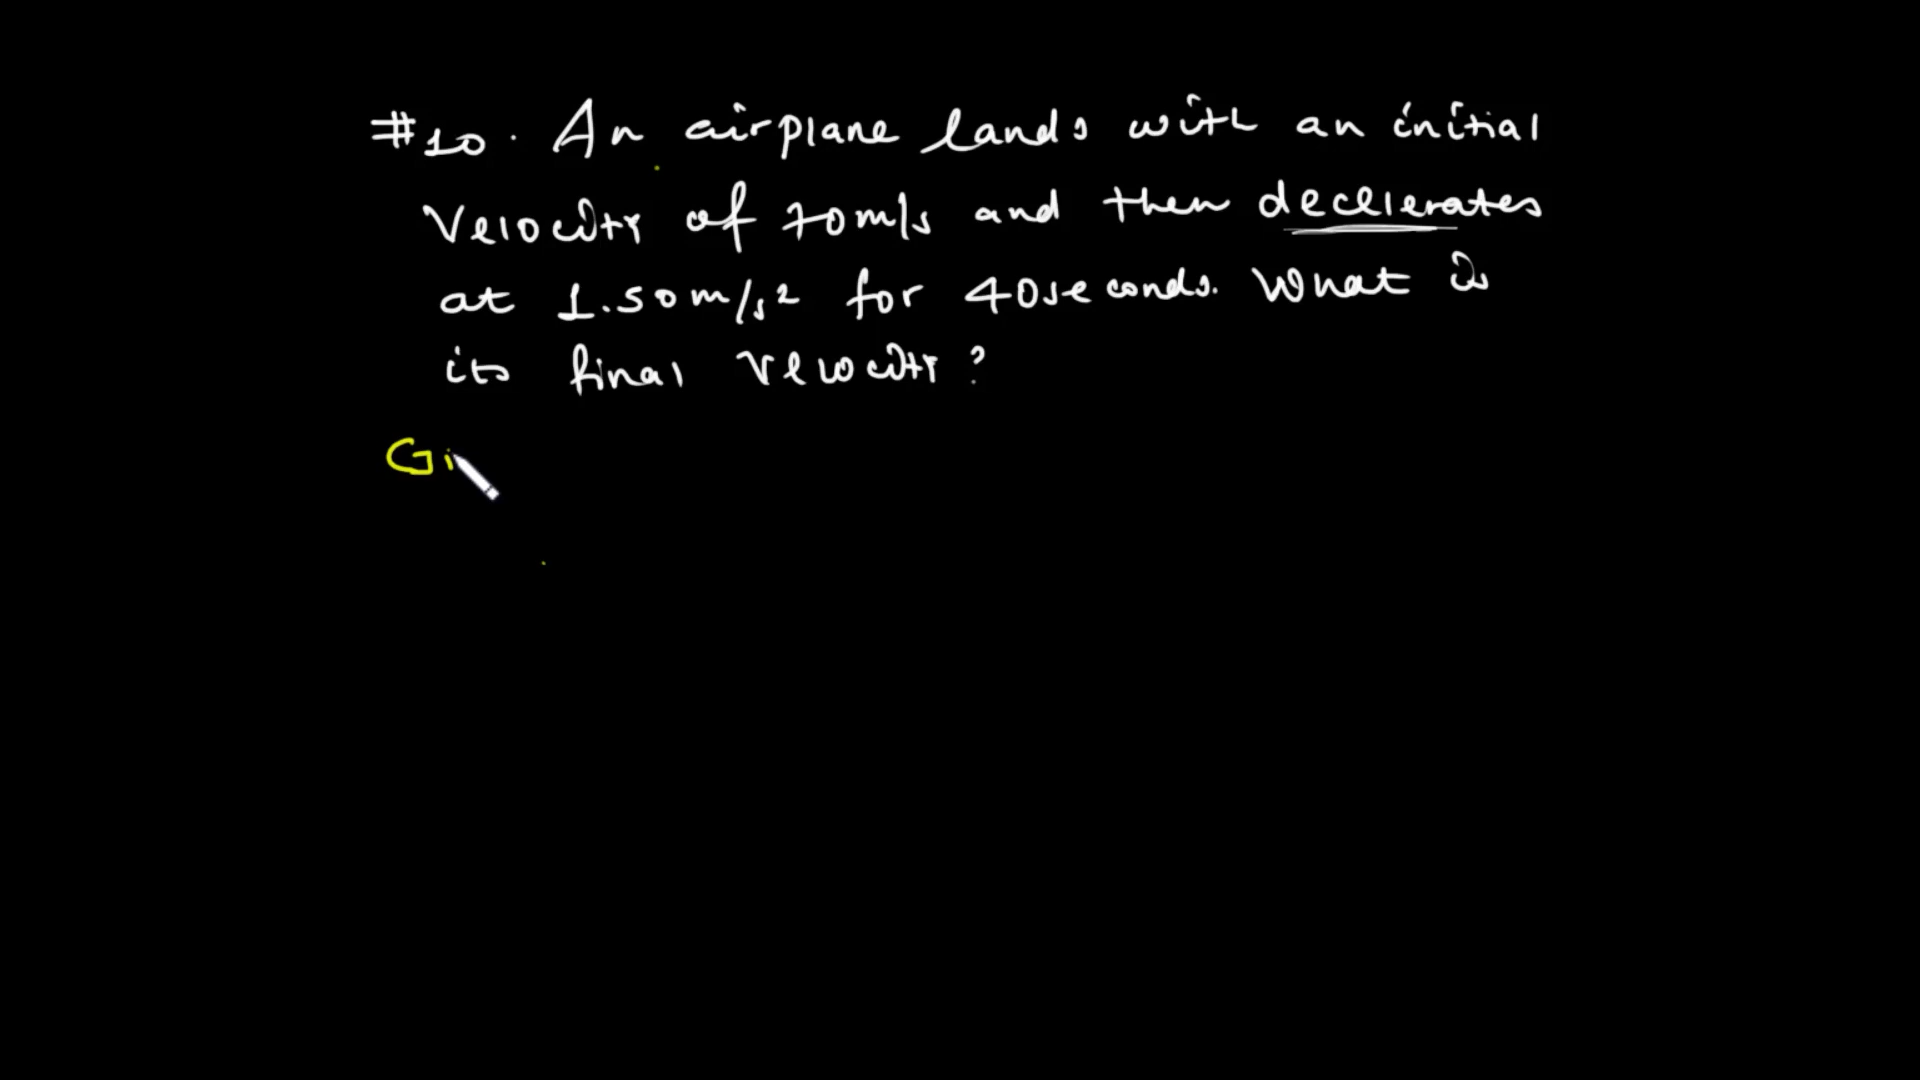 #10. An airplane lands with an initial
velocity of 70m/s and then decelerates
at 1.50m/s2 for 40seconds. What is
its final velocity?
Gi